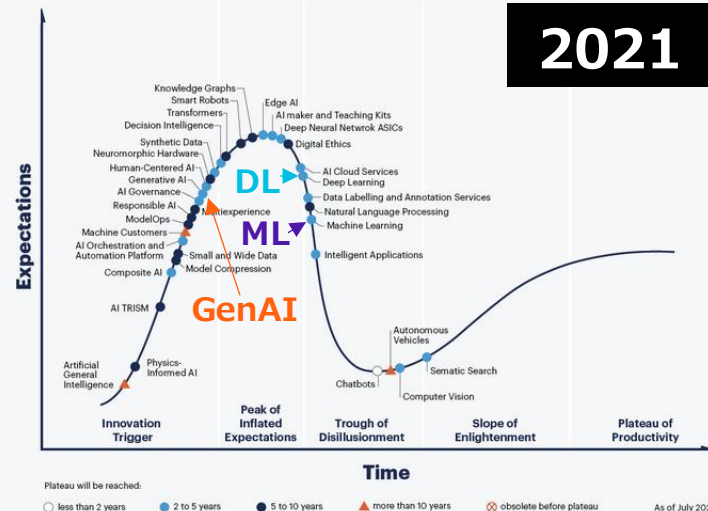 2021
Expectations
Knowledge Graphs
Smart Robots
Transformers
Decision Intelligence
Synthetic Data
Neuromorphic Hardware
Human-Centered AI
Generative AI
AI Governance
Responsible AI
Multiexperience
ModelOps
Machine Customers
AI Orchestration and
Automation Platform
Small and Wide Data
Model Compression
Composite AI
AI TRISM
Physics-
Informed AI
Artificial
General
Intelligence
Edge AI
AI maker and Teaching Kits
Deep Neural Netwrok ASICs
Digital Ethics
AI Cloud Services
Deep Learning
Data Labelling and Annotation Services
Natural Language Processing
Machine Learning
Intelligent Applications
DL
ML
GenAI
Autonomous
Vehicles
Chatbots
Sematic Search
Computer Vision
Innovation
Trigger
Peak of
Inflated
Expectations
Trough of
Disillusionment
Slope of
Enlightenment
Plateau of
Productivity
Time
Plateau will be reached:
less than 2 years
2 to 5 years
5 to 10 years
more than 10 years
obsolete before plateau
As of July 202